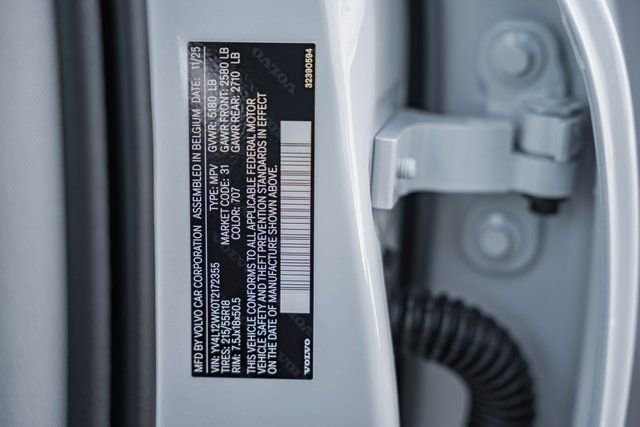 MFD BY VOLVO CAR CORPORATION ASSEMBLED IN BELGIUM DATE: 11/25
VIN: YV4L12WK0T2172355 TYPE: MPV GVWR: 5180 LB
TIRES: 215/55R18 MARKET CODE: 31 GAWR FRONT: 2580 LB
RIM: 7.5Jx18x50.5 COLOR: 707 GAWR REAR: 2710 LB
THIS VEHICLE CONFORMS TO ALL APPLICABLE FEDERAL MOTOR
VEHICLE SAFETY AND THEFT PREVENTION STANDARDS IN EFFECT
ON THE DATE OF MANUFACTURE SHOWN ABOVE.
VOLVO
32390594
VOLVO